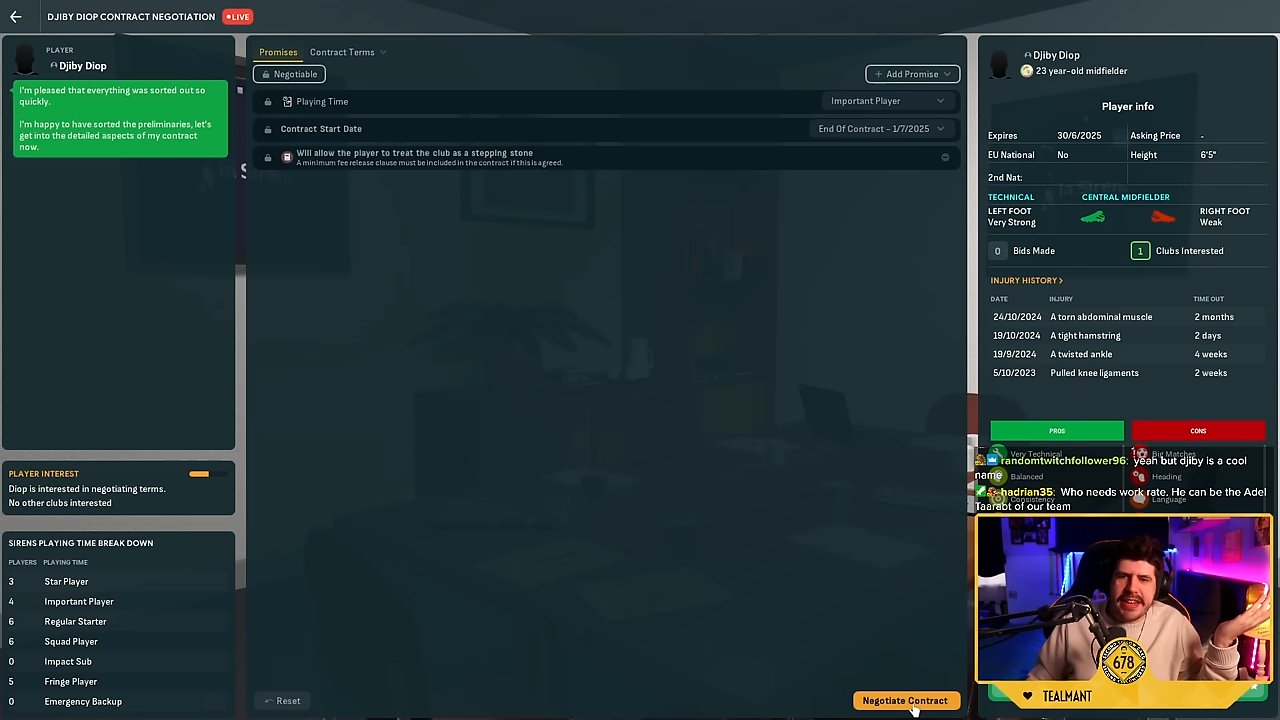 DJIBY DIOP CONTRACT NEGOTIATION
LIVE
PLAYER
Djiby Diop
I'm pleased that everything was sorted out so
quickly.
I'm happy to have sorted the preliminaries, let's
get into the detailed aspects of my contract
now.
PLAYER INTEREST
Diop is interested in negotiating terms.
No other clubs interested
SIRENS PLAYING TIME BREAK DOWN
PLAYERS PLAYING TIME
3 Star Player
4 Important Player
6 Regular Starter
6 Squad Player
0 Impact Sub
5 Fringe Player
0 Emergency Backup
Promises Contract Terms
Negotiable
Add Promise
Playing Time Important Player
Contract Start Date End Of Contract - 1/7/2025
Will allow the player to treat the club as a stepping stone
A minimum fee release clause must be included in the contract if this is agreed.
Reset
Negotiate Contract
Djiby Diop
23 year-old midfielder
Player info
Expires 30/6/2025 Asking Price -
EU National No Height 6'5"
2nd Nat:
TECHNICAL CENTRAL MIDFIELDER
LEFT FOOT RIGHT FOOT
Very Strong Weak
0 Bids Made 1 Clubs Interested
INJURY HISTORY >
DATE INJURY TIME OUT
24/10/2024 A torn abdominal muscle 2 months
19/10/2024 A tight hamstring 2 days
19/9/2024 A twisted ankle 4 weeks
5/10/2023 Pulled knee ligaments 2 weeks
PROS CONS
Very Technical Big Matches
randomtwitchfollower96: yeah but djiby is a cool
name
Balanced Heading
hadrian35: Who needs work rate. He can be the Adel
Consistency Language
Taarabt of our team
678
TEALMANT